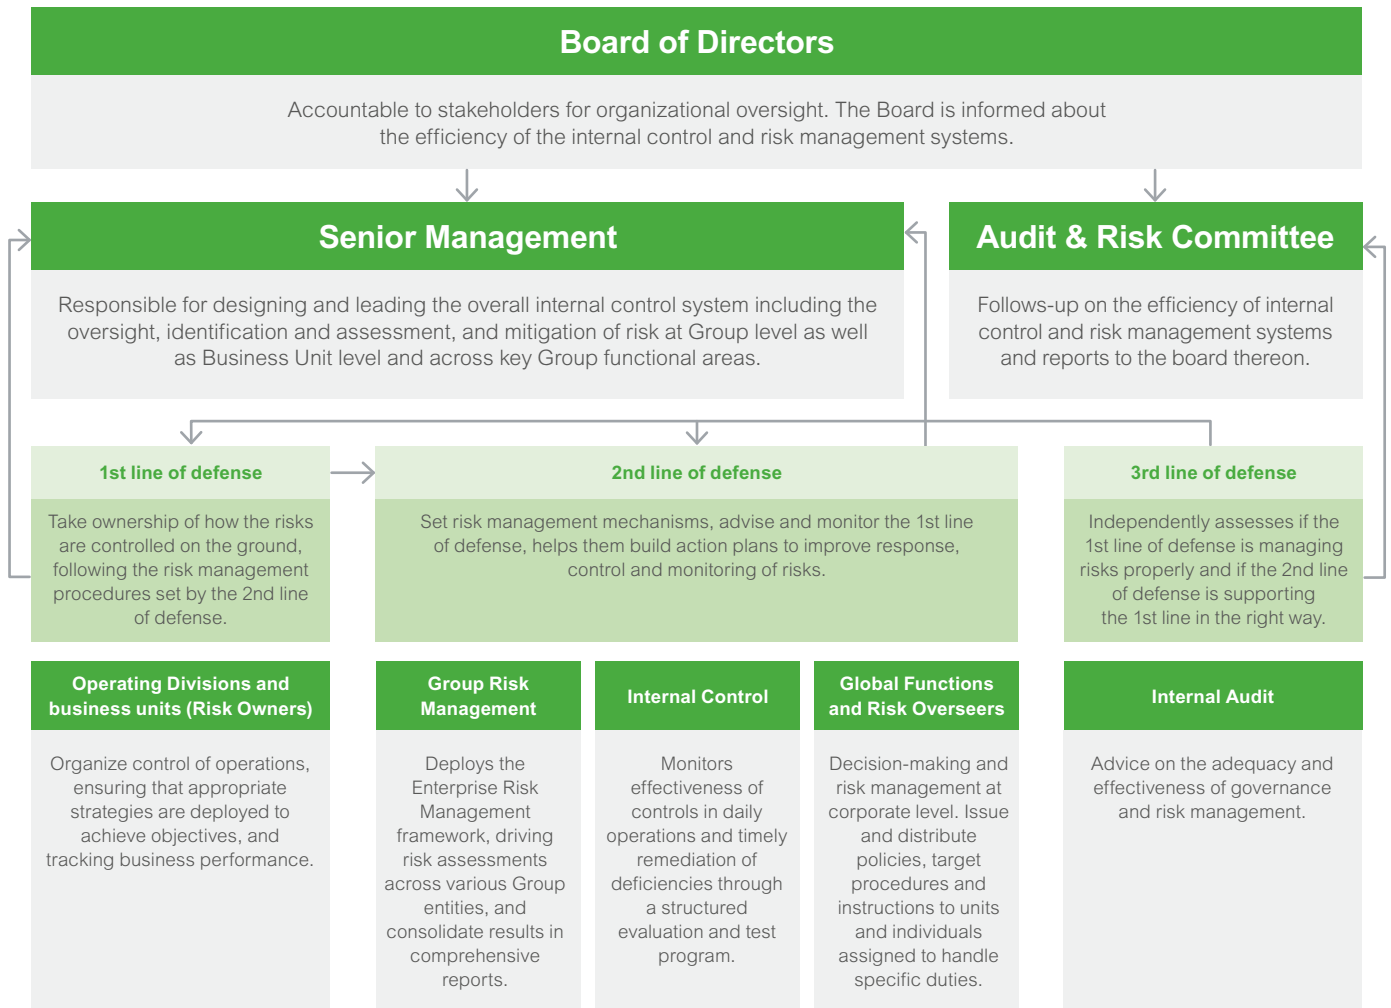 Board of Directors
Accountable to stakeholders for organizational oversight. The Board is informed about
the efficiency of the internal control and risk management systems.
Senior Management
Responsible for designing and leading the overall internal control system including the
oversight, identification and assessment, and mitigation of risk at Group level as well
as Business Unit level and across key Group functional areas.
Audit & Risk Committee
Follows-up on the efficiency of internal
control and risk management systems
and reports to the board thereon.
1st line of defense
Take ownership of how the risks
are controlled on the ground,
following the risk management
procedures set by the 2nd line
of defense.
2nd line of defense
Set risk management mechanisms, advise and monitor the 1st line
of defense, helps them build action plans to improve response,
control and monitoring of risks.
3rd line of defense
Independently assesses if the
1st line of defense is managing
risks properly and if the 2nd line
of defense is supporting
the 1st line in the right way.
Operating Divisions and
business units (Risk Owners)
Organize control of operations,
ensuring that appropriate
strategies are deployed to
achieve objectives, and
tracking business performance.
Group Risk
Management
Deploys the
Enterprise Risk
Management
framework, driving
risk assessments
across various Group
entities, and
consolidate results in
comprehensive
reports.
Internal Control
Monitors
effectiveness of
controls in daily
operations and timely
remediation of
deficiencies through
a structured
evaluation and test
program.
Global Functions
and Risk Overseers
Decision-making and
risk management at
corporate level. Issue
and distribute
policies, target
procedures and
instructions to units
and individuals
assigned to handle
specific duties.
Internal Audit
Advice on the adequacy and
effectiveness of governance
and risk management.